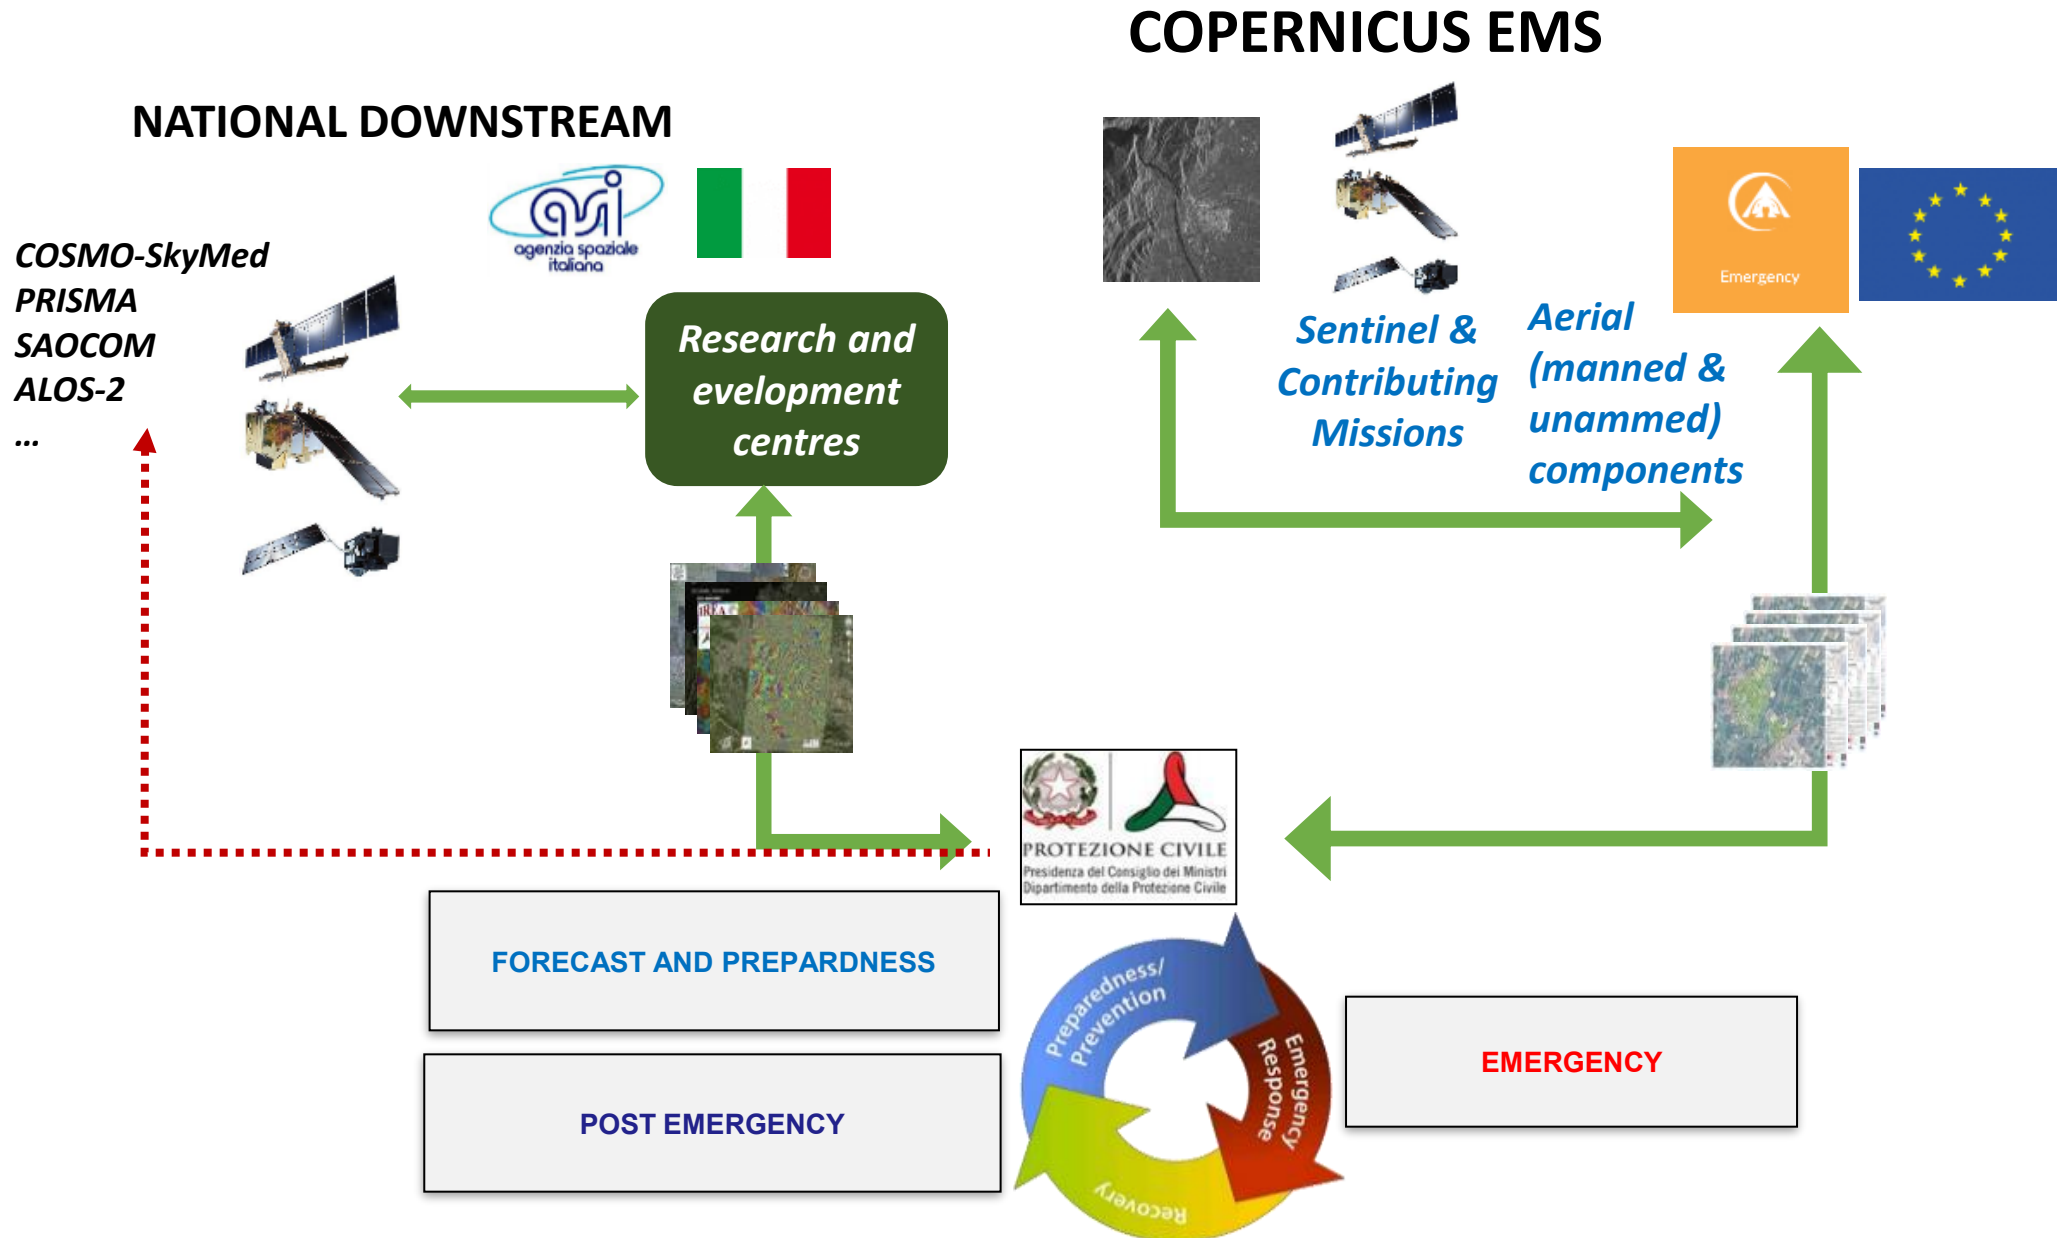 COPERNICUS EMS
NATIONAL DOWNSTREAM
asi
agenzia spaziale
italiana
COSMO-SkyMed
PRISMA
SAOCOM
ALOS-2
...
Research and
evelopment
centres
Sentinel &
Contributing
Missions
Aerial
(manned &
unammed)
components
Emergency
IREA
PROTEZIONE CIVILE
Presidenza del Consiglio dei Ministri
Dipartimento della Protezione Civile
FORECAST AND PREPARDNESS
POST EMERGENCY
Preparedness/
Prevention
Emergency
Response
Recovery
EMERGENCY